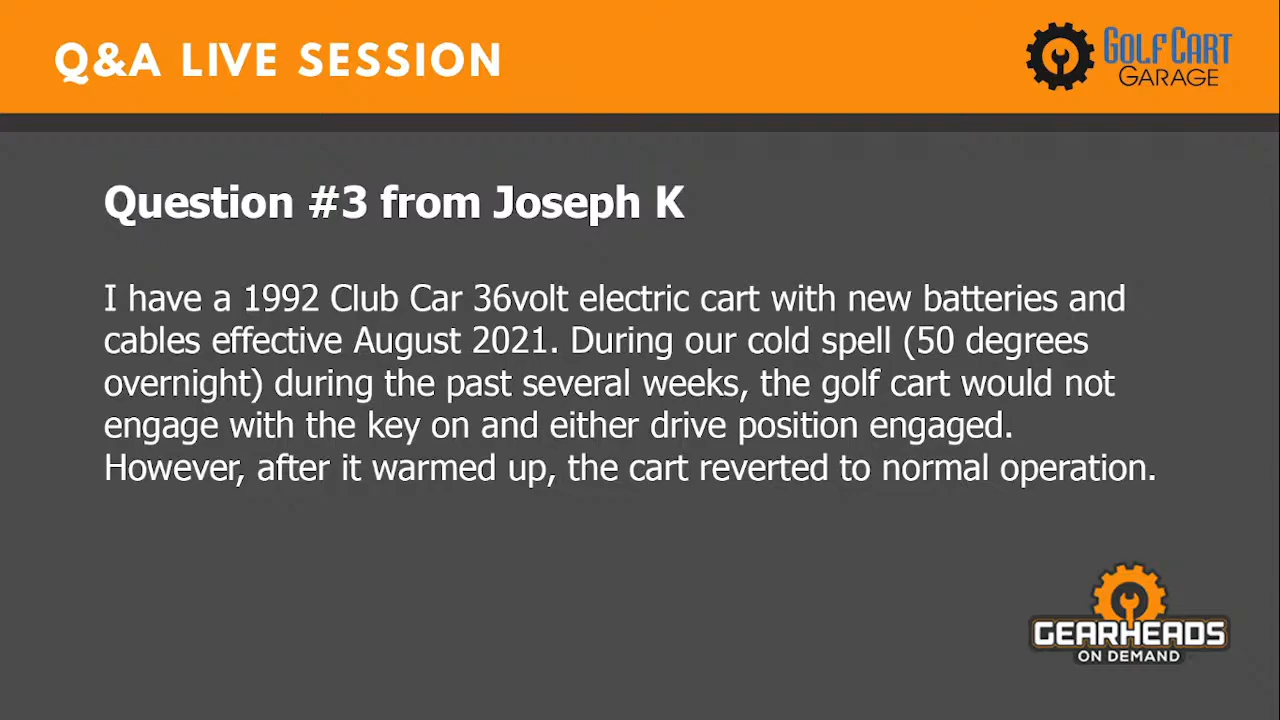 Q&A LIVE SESSION
GOLF CART
GARAGE
Question #3 from Joseph K
I have a 1992 Club Car 36volt electric cart with new batteries and
cables effective August 2021. During our cold spell (50 degrees
overnight) during the past several weeks, the golf cart would not
engage with the key on and either drive position engaged.
However, after it warmed up, the cart reverted to normal operation.
GEARHEADS
ON DEMAND